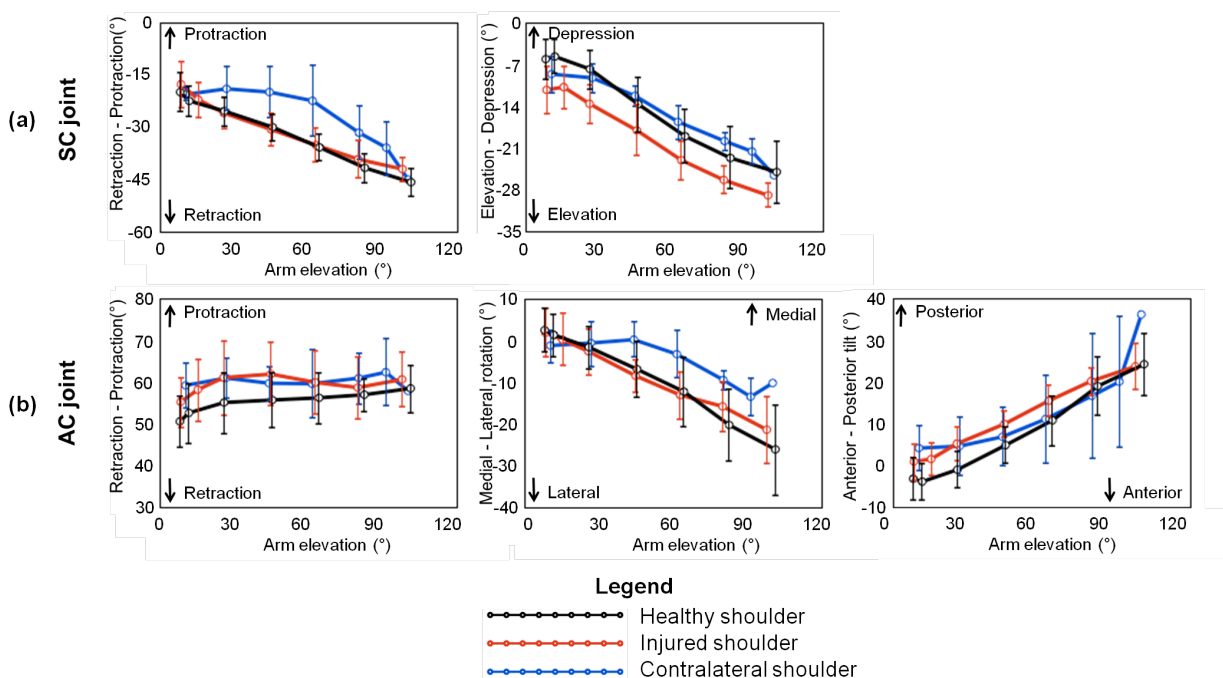 (a)
SC joint
Retraction - Protraction(°)
0
-15
-30
-45
-60
Protraction
Retraction
0 30 60 90 120
Arm elevation (°)
Elevation - Depression (°)
0
-7
-14
-21
-28
-35
Depression
Elevation
0 30 60 90 120
Arm elevation (°)
(b)
AC joint
Retraction - Protraction(°)
80
70
60
50
40
30
Protraction
Retraction
0 30 60 90 120
Arm elevation (°)
Medial - Lateral rotation (°)
10
0
-10
-20
-30
-40
Medial
Lateral
0 30 60 90 120
Arm elevation (°)
Anterior - Posterior tilt (°)
40
30
20
10
0
-10
Posterior
Anterior
0 30 60 90 120
Arm elevation (°)
Legend
Healthy shoulder
Injured shoulder
Contralateral shoulder